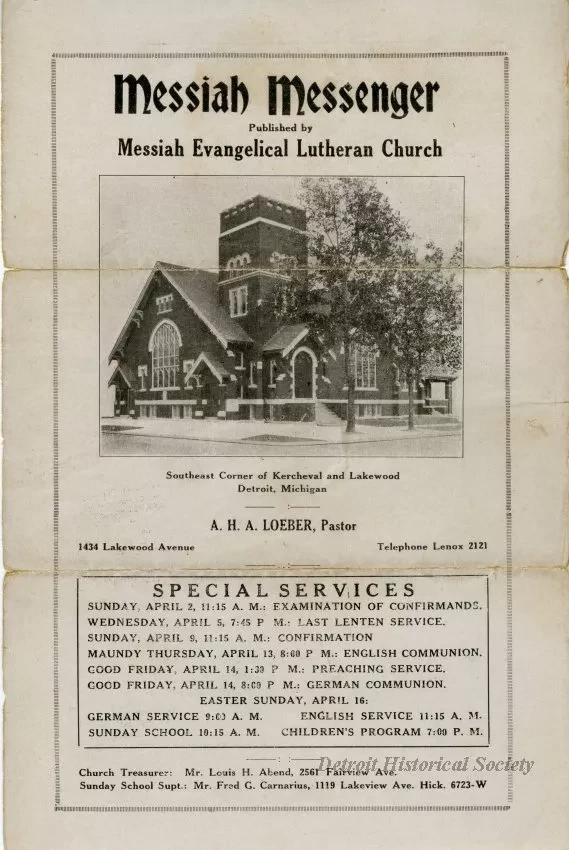 Messiah Messenger
Published by
Messiah Evangelical Lutheran Church
Southeast Corner of Kercheval and Lakewood
Detroit, Michigan
A. H. A. LOEBER, Pastor
1434 Lakewood Avenue Telephone Lenox 2121
SPECIAL SERVICES
SUNDAY, APRIL 2, 11:15 A. M.: EXAMINATION OF CONFIRMANDS.
WEDNESDAY, APRIL 5, 7:45 P M.: LAST LENTEN SERVICE.
SUNDAY, APRIL 9, 11:15 A. M.: CONFIRMATION
MAUNDY THURSDAY, APRIL 13, 8:00 P M.: ENGLISH COMMUNION.
GOOD FRIDAY, APRIL 14, 1:30 P M.: PREACHING SERVICE.
GOOD FRIDAY, APRIL 14, 8:00 P M.: GERMAN COMMUNION.
EASTER SUNDAY, APRIL 16:
GERMAN SERVICE 9:00 A. M. ENGLISH SERVICE 11:15 A. M.
SUNDAY SCHOOL 10:15 A. M. CHILDREN'S PROGRAM 7:00 P. M.
Detroit Historical Society
Church Treasurer: Mr. Louis H. Abend, 2561 Fairview Ave.
Sunday School Supt.: Mr. Fred G. Carnarius, 1119 Lakeview Ave. Hick. 6723-W